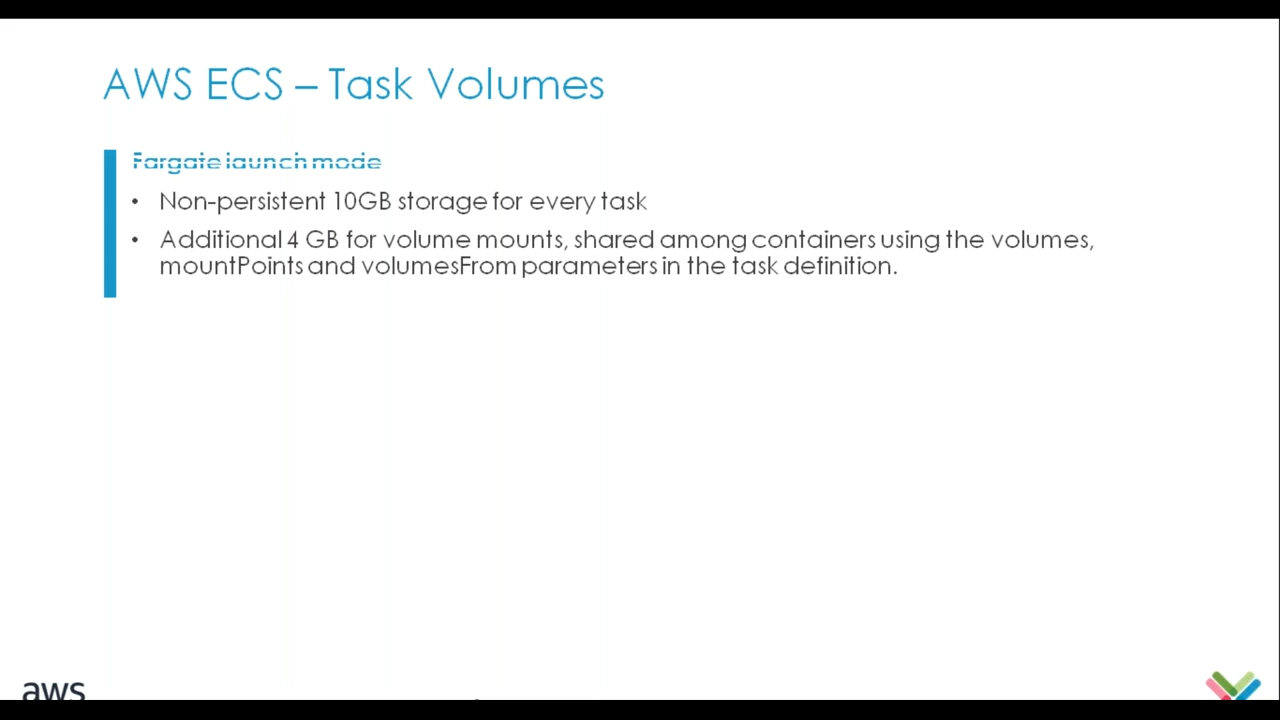 AWS ECS – Task Volumes
Fargate launch mode
• Non-persistent 10GB storage for every task
• Additional 4 GB for volume mounts, shared among containers using the volumes,
mountPoints and volumesFrom parameters in the task definition.
aws